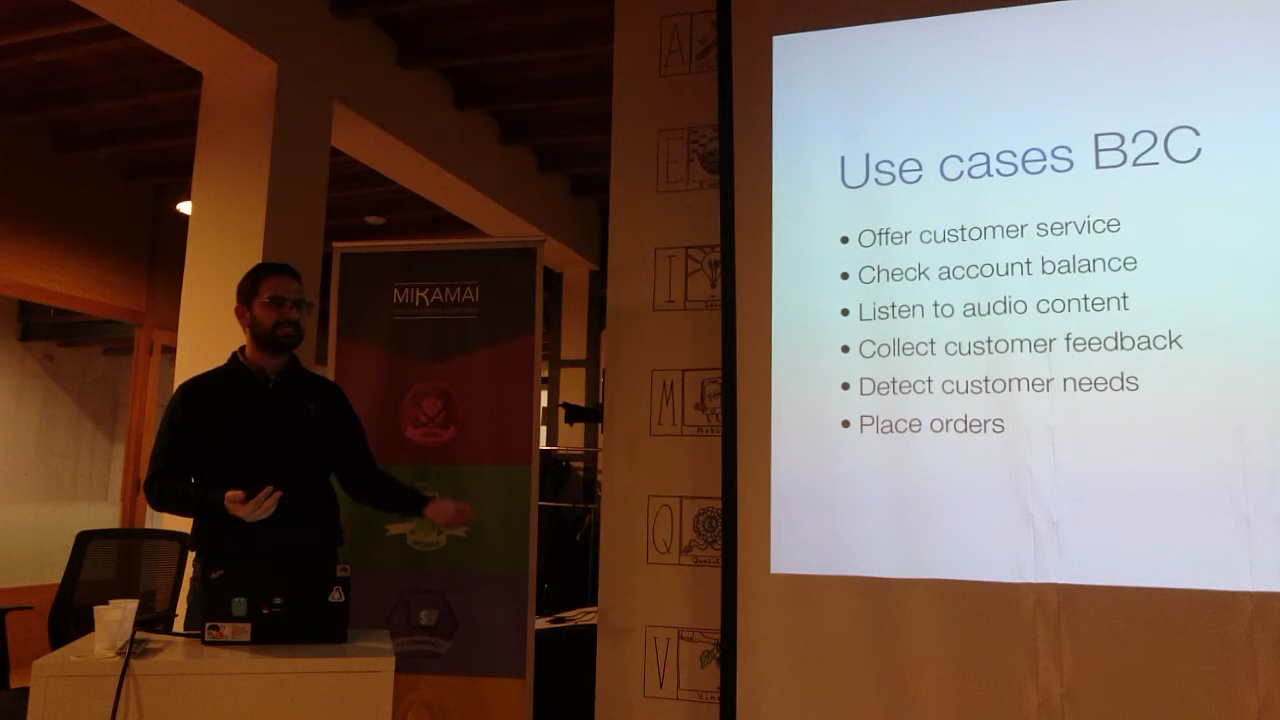 MIKAMAI
Use cases B2C
• Offer customer service
• Check account balance
• Listen to audio content
• Collect customer feedback
• Detect customer needs
• Place orders
A
E
I
M
Q
V